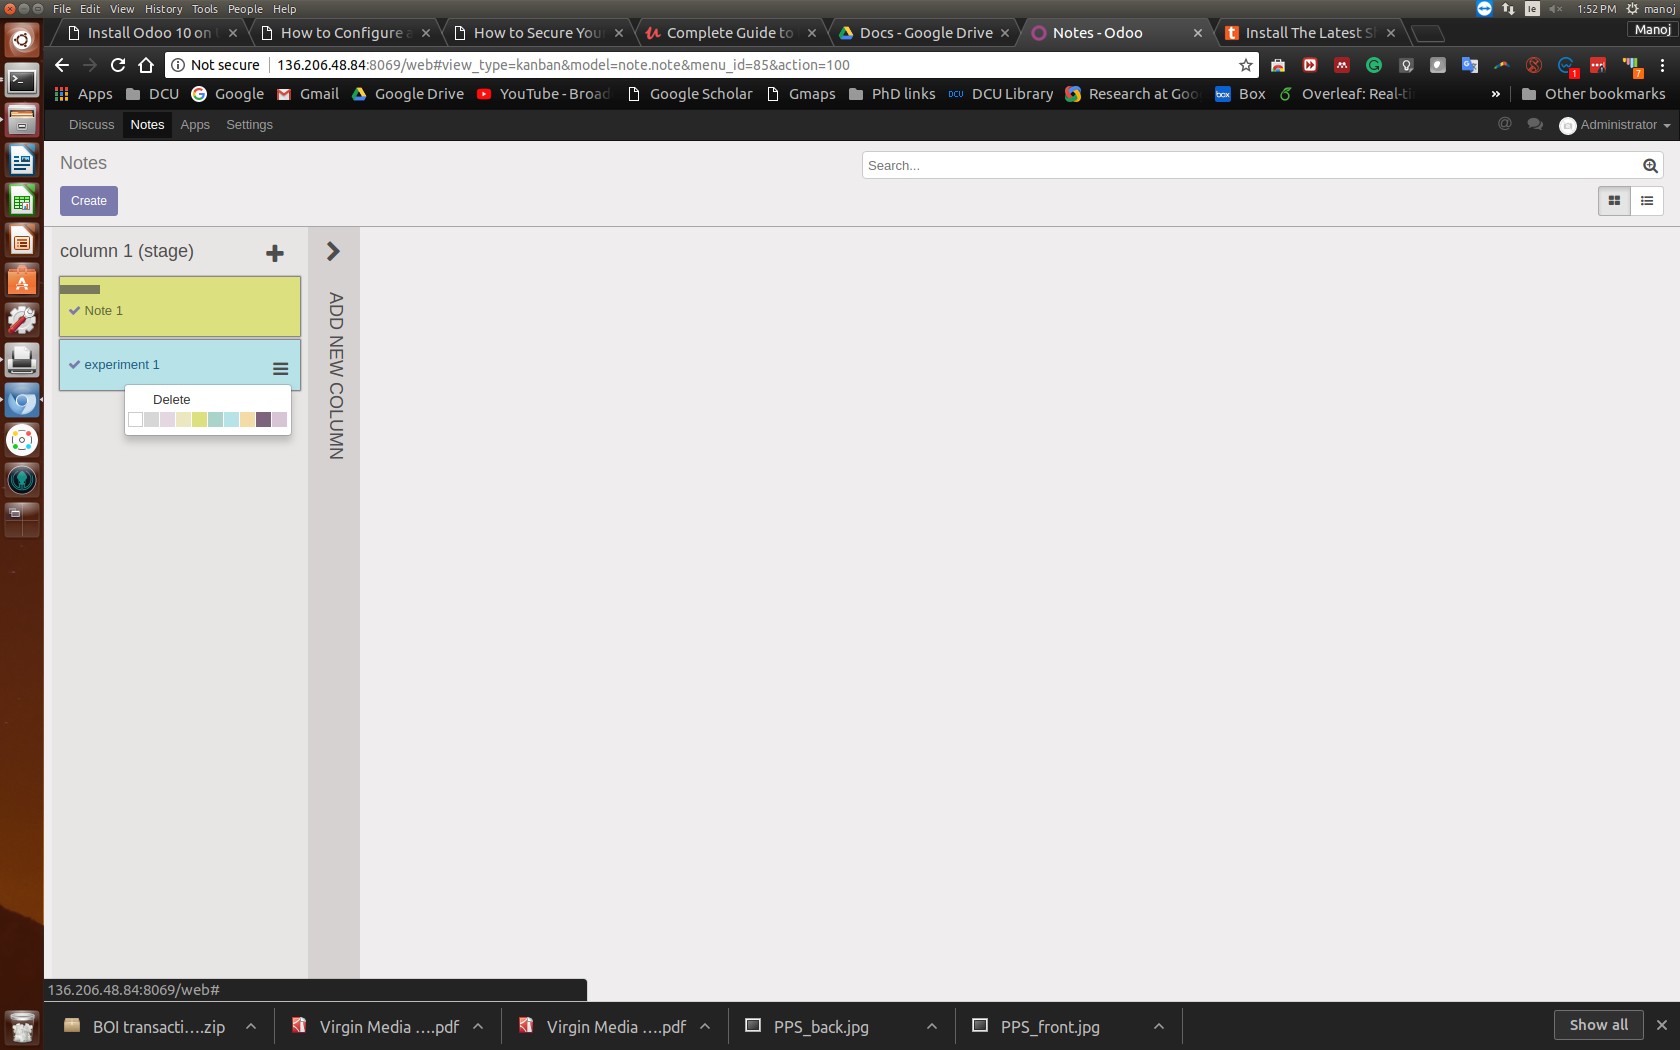 File Edit View History Tools People Help
1:52 PM manoj
Install Odoo 10 on
How to Configure a
How to Secure You
Complete Guide to
Docs - Google Drive
Notes - Odoo
Install The Latest S
Manoj
Not secure 136.206.48.84:8069/web#view_type=kanban&model=note.note&menu_id=85&action=100
Apps DCU Google Gmail Google Drive YouTube - Broad Google Scholar Gmaps PhD links DCU Library Research at Goo Box Overleaf: Real-ti » Other bookmarks
Discuss Notes Apps Settings
@ Administrator
Notes
Search...
Create
column 1 (stage)
Note 1
experiment 1
Delete
ADD NEW COLUMN
136.206.48.84:8069/web#
BOI transacti....zip
Virgin Media ....pdf
Virgin Media ....pdf
PPS_back.jpg
PPS_front.jpg
Show all